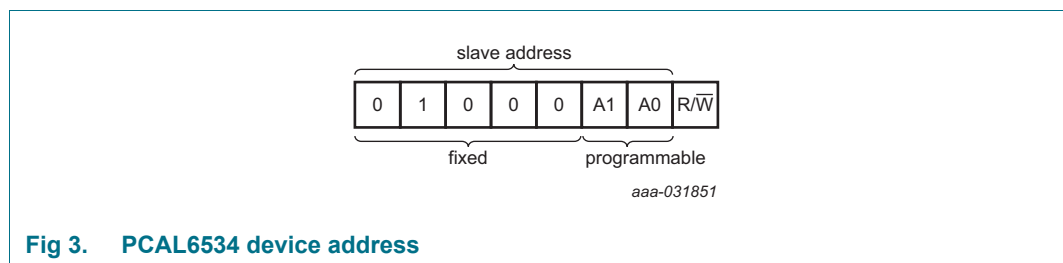 slave address
0 1 0 0 0 A1 A0 R/W̅
fixed programmable
aaa-031851
Fig 3. PCAL6534 device address